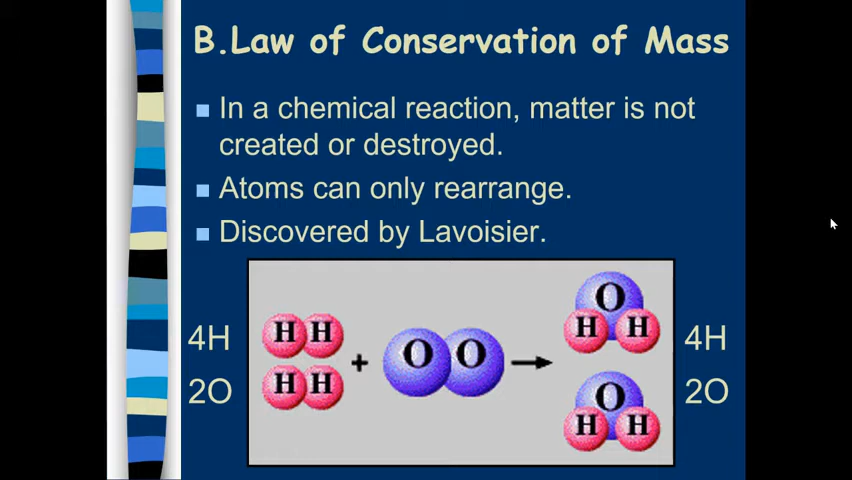 B.Law of Conservation of Mass
In a chemical reaction, matter is not
created or destroyed.
Atoms can only rearrange.
Discovered by Lavoisier.
4H
2O
H H
H H
+
O O
O
H H
O
H H
4H
2O